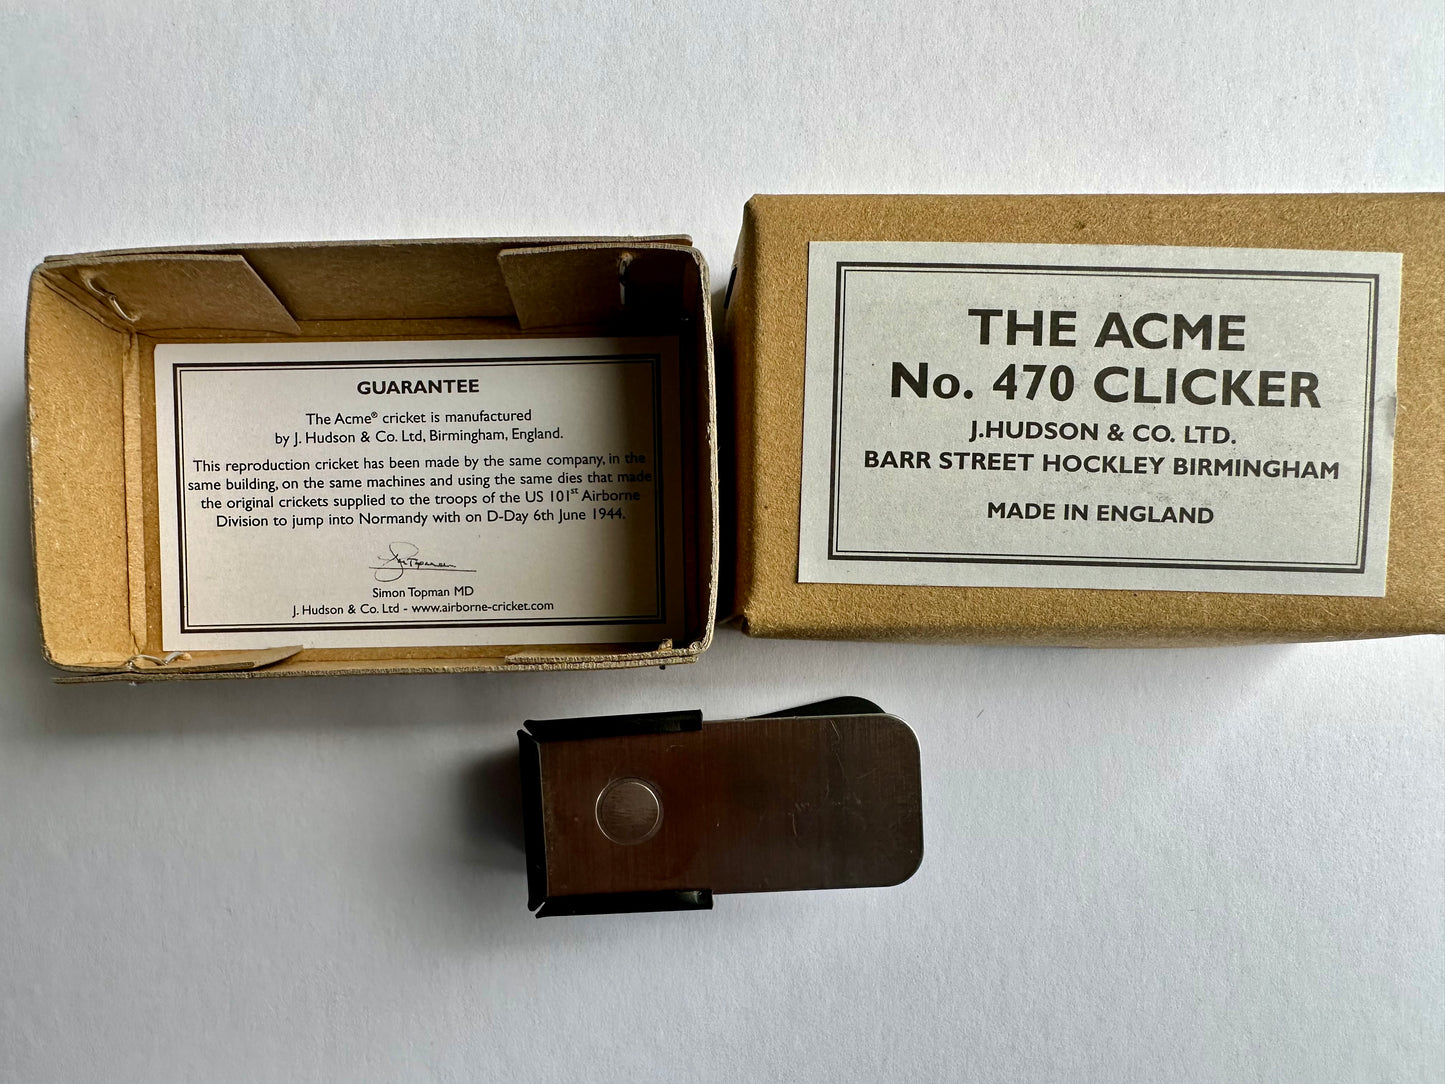 GUARANTEE
The Acme® cricket is manufactured
by J. Hudson & Co. Ltd, Birmingham, England.
This reproduction cricket has been made by the same company, in the
same building, on the same machines and using the same dies that made
the original crickets supplied to the troops of the US 101st Airborne
Division to jump into Normandy with on D-Day 6th June 1944.
Simon Topman MD
J. Hudson & Co. Ltd - www.airborne-cricket.com
THE ACME
No. 470 CLICKER
J.HUDSON & CO. LTD.
BARR STREET HOCKLEY BIRMINGHAM
MADE IN ENGLAND